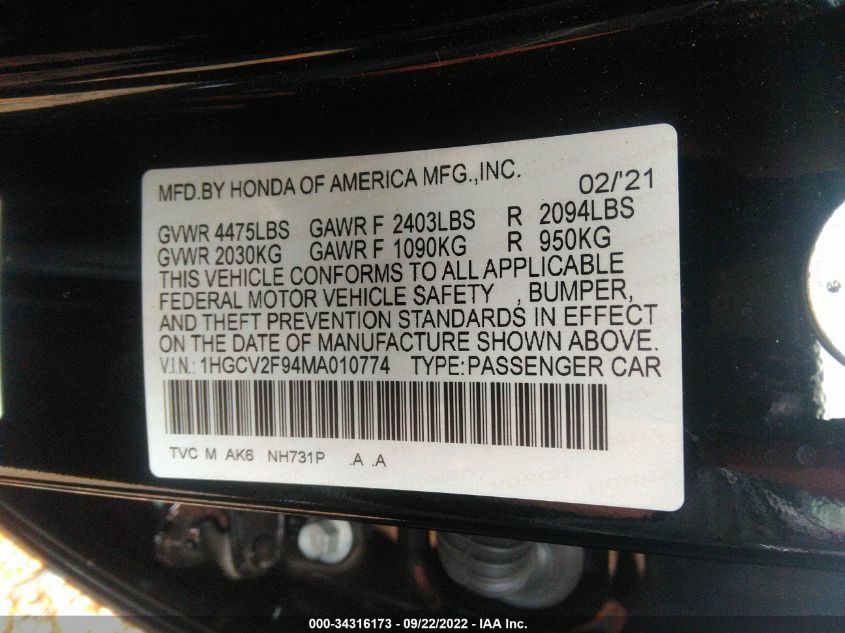 MFD.BY HONDA OF AMERICA MFG.,INC. 02/'21
GVWR 4475LBS GAWR F 2403LBS R 2094LBS
GVWR 2030KG GAWR F 1090KG R 950KG
THIS VEHICLE CONFORMS TO ALL APPLICABLE
FEDERAL MOTOR VEHICLE SAFETY , BUMPER,
AND THEFT PREVENTION STANDARDS IN EFFECT
ON THE DATE OF MANUFACTURE SHOWN ABOVE.
V.I.N.: 1HGCV2F94MA010774 TYPE:PASSENGER CAR
TVC M AK6 NH731P .A .A
000-34316173 - 09/22/2022 - IAA Inc.